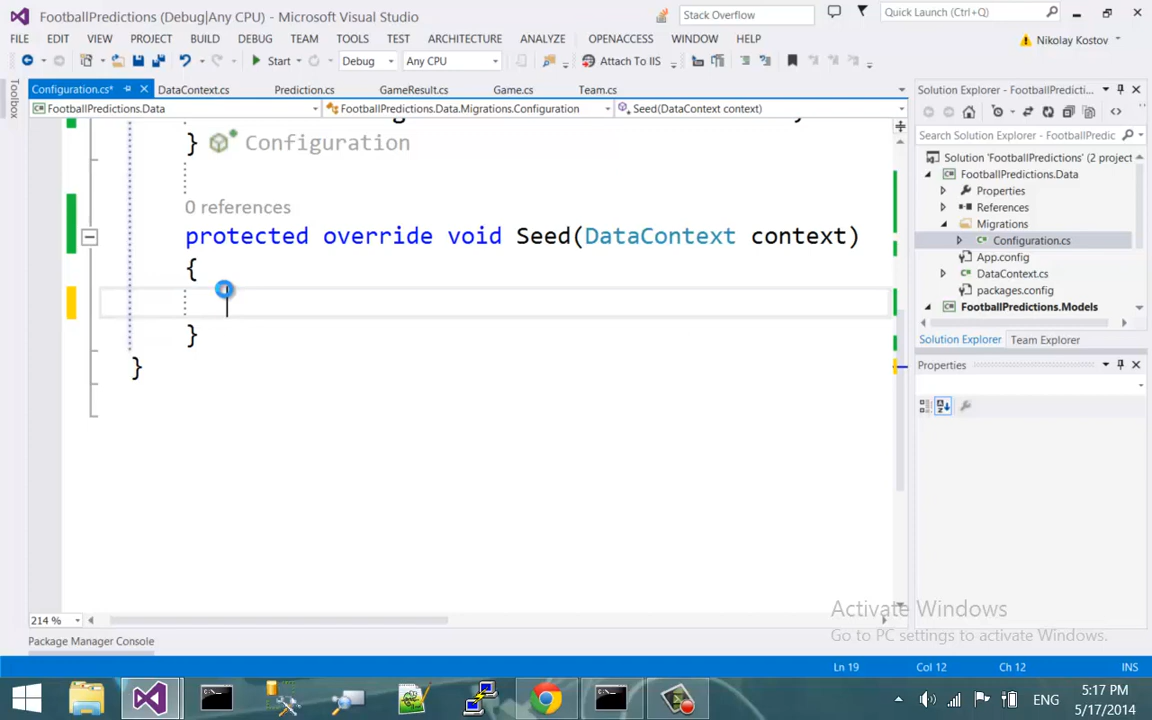 FootballPredictions (Debug|Any CPU) - Microsoft Visual Studio
Stack Overflow
Quick Launch (Ctrl+Q)
FILE EDIT VIEW PROJECT BUILD DEBUG TEAM TOOLS TEST ARCHITECTURE ANALYZE OPENACCESS WINDOW HELP
Nikolay Kostov
Start Debug Any CPU Attach To IIS
Toolbox
Configuration.cs* DataContext.cs Prediction.cs GameResult.cs Game.cs Team.cs
FootballPredictions.Data FootballPredictions.Data.Migrations.Configuration Seed(DataContext context)
} Configuration
0 references
protected override void Seed(DataContext context)
{
}
}
214 %
Package Manager Console
Solution Explorer - FootballPredicti...
Search Solution Explorer (FootballPredic
Solution 'FootballPredictions' (2 project
FootballPredictions.Data
Properties
References
Migrations
Configuration.cs
App.config
DataContext.cs
packages.config
FootballPredictions.Models
Solution Explorer Team Explorer
Properties
Activate Windows
Go to PC settings to activate Windows.
Ln 19 Col 12 Ch 12 INS
ENG
5:17 PM
5/17/2014